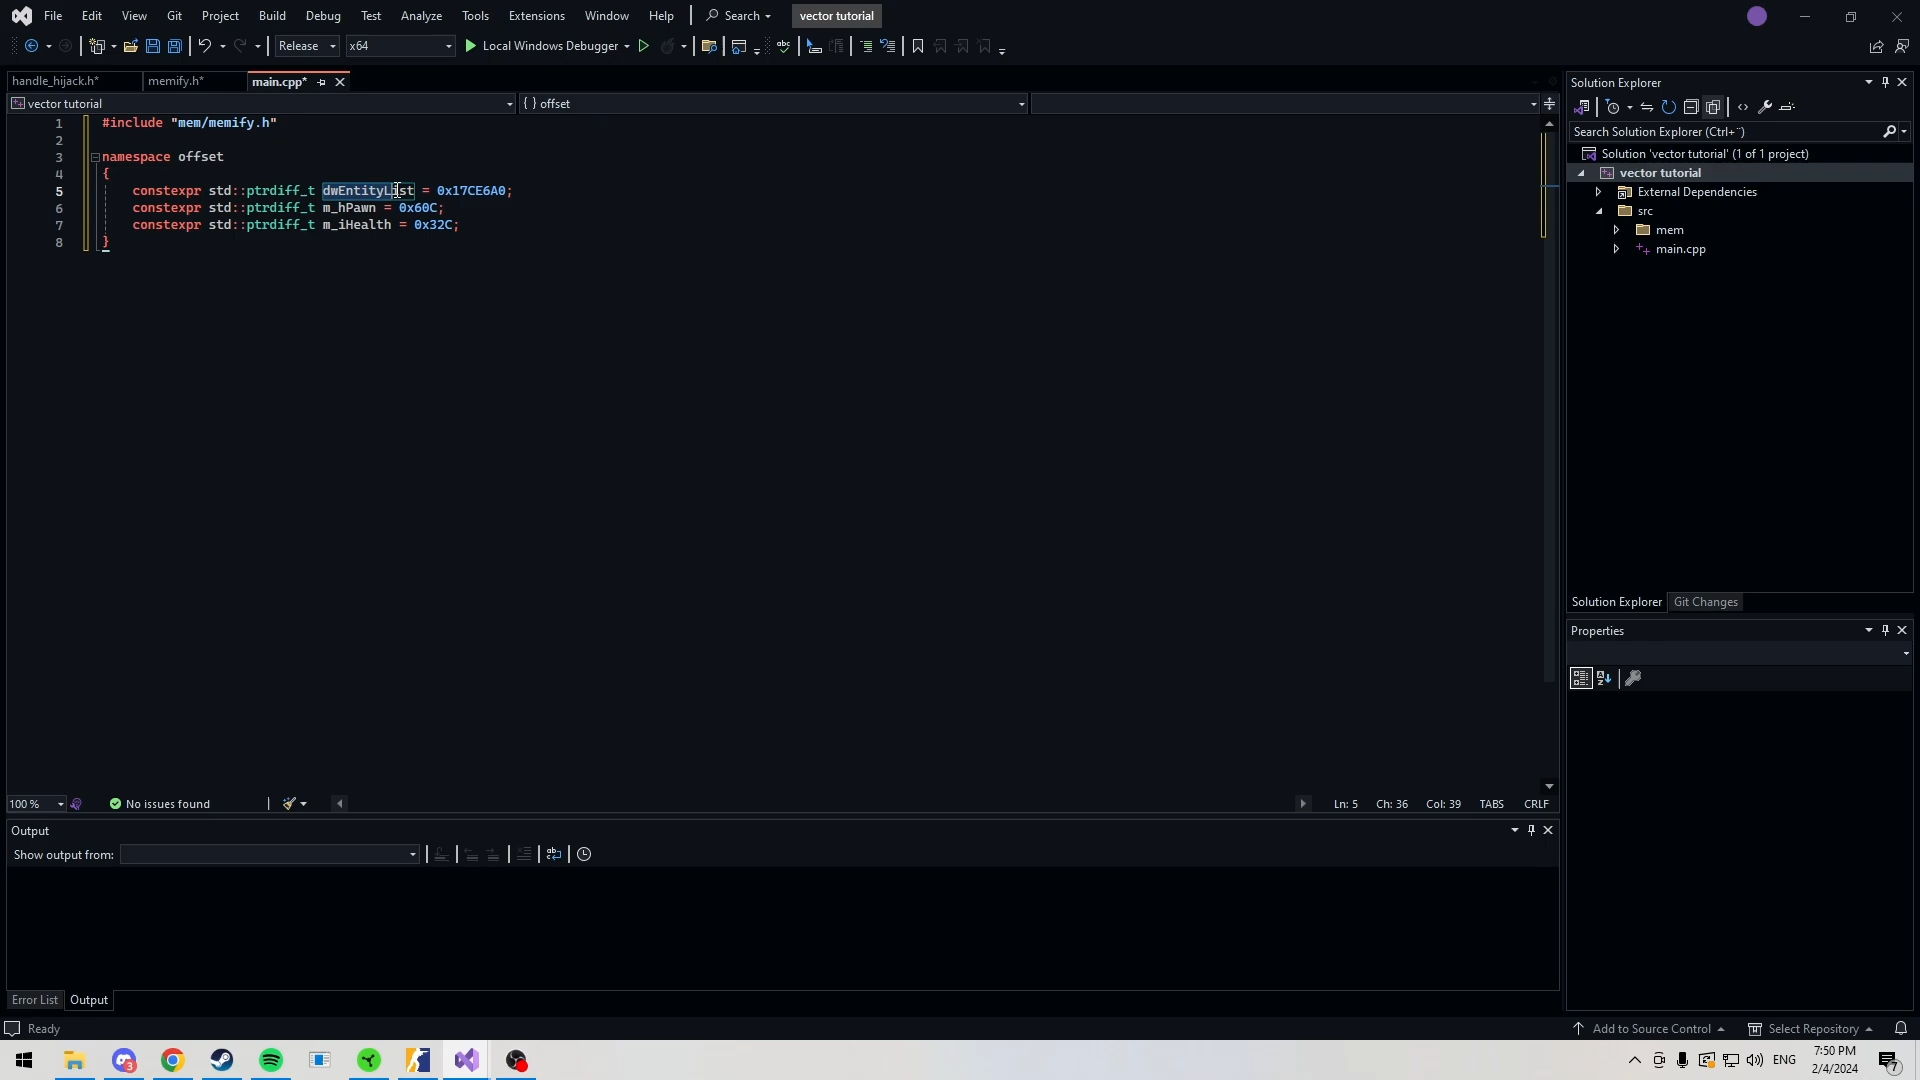 File Edit View Git Project Build Debug Test Analyze Tools Extensions Window Help Search vector tutorial
Release x64 Local Windows Debugger
handle_hijack.h* memify.h* main.cpp*
vector tutorial { } offset
1 #include "mem/memify.h"
2
3 namespace offset
4 {
5 constexpr std::ptrdiff_t dwEntityList = 0x17CE6A0;
6 constexpr std::ptrdiff_t m_hPawn = 0x60C;
7 constexpr std::ptrdiff_t m_iHealth = 0x32C;
8 }
Solution Explorer
Search Solution Explorer (Ctrl+¨)
Solution 'vector tutorial' (1 of 1 project)
vector tutorial
External Dependencies
src
mem
main.cpp
Solution Explorer Git Changes
Properties
100 % No issues found Ln: 5 Ch: 36 Col: 39 TABS CRLF
Output
Show output from:
Error List Output
Ready Add to Source Control Select Repository
3 ENG 7:50 PM
2/4/2024 7